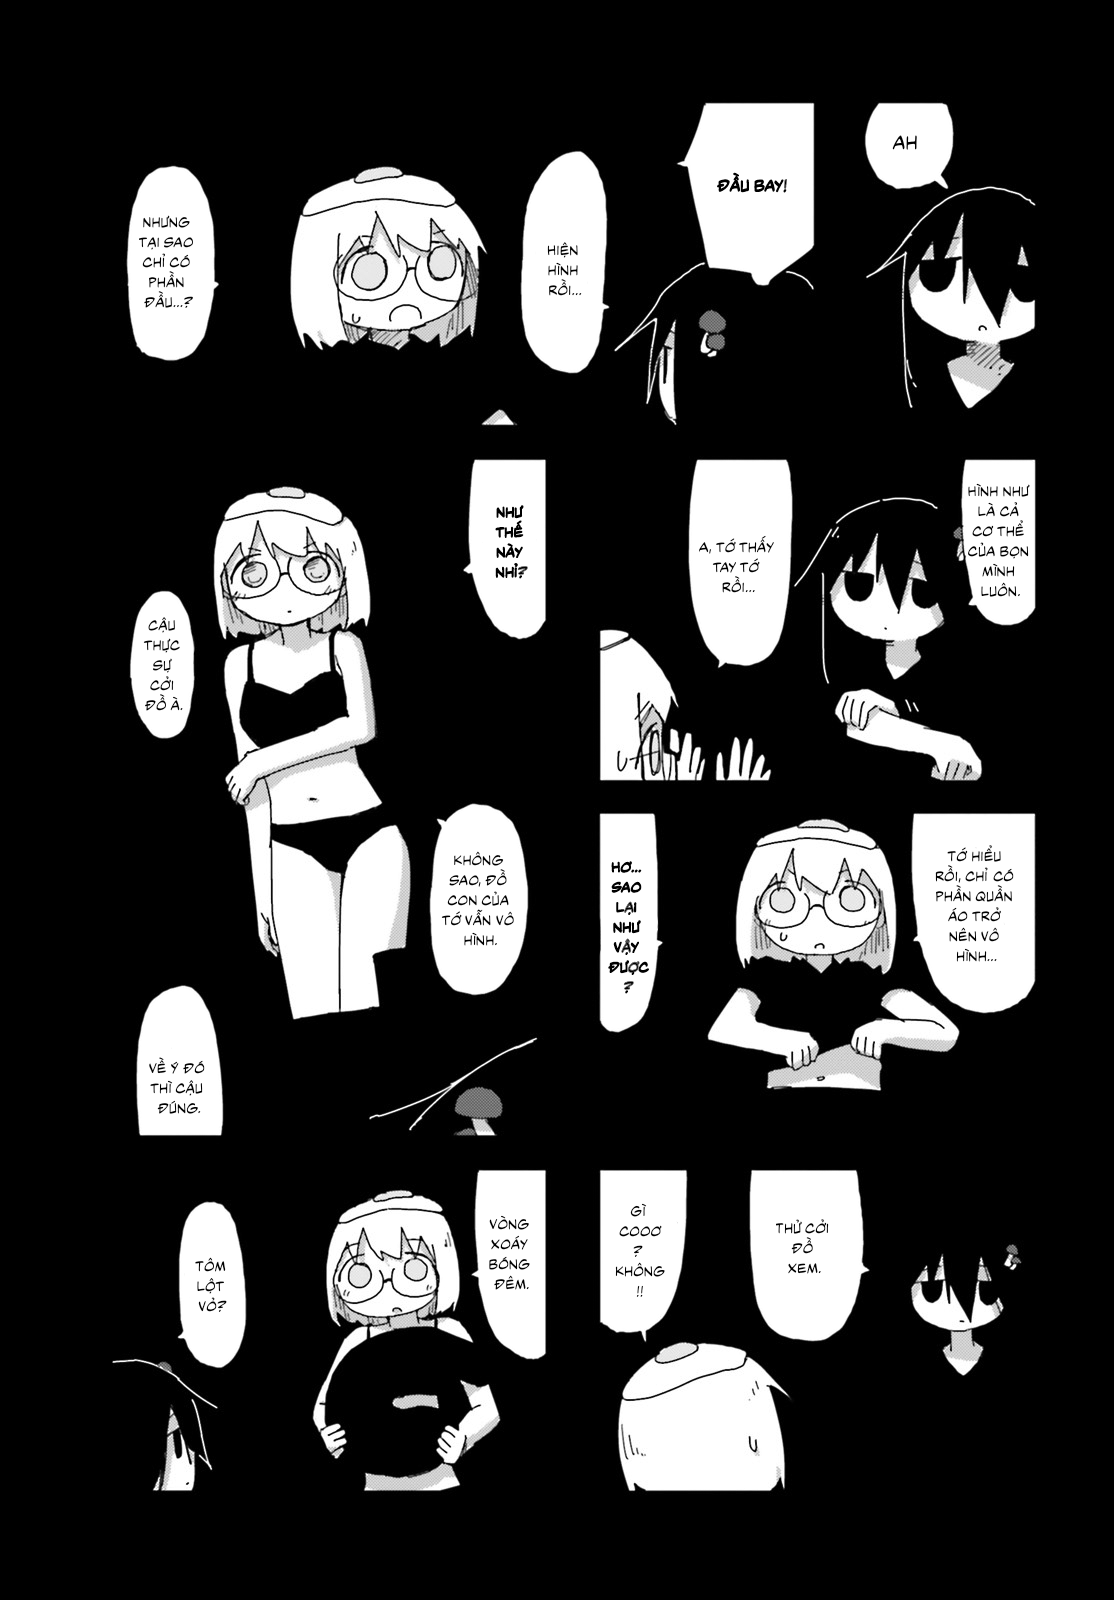 AH
ĐẦU BAY!
HIỆN
HÌNH
RỒI...
NHƯNG
TẠI SAO
CHỈ CÓ
PHẦN
ĐẦU...?
HÌNH NHƯ
LÀ CẢ
CƠ THỂ
CỦA BỌN
MÌNH
LUÔN.
A, TỚ THẤY
TAY TỚ
RỒI...
TỚ HIỂU
RỒI, CHỈ CÓ
PHẦN QUẦN
ÁO TRỞ
NÊN VÔ
HÌNH...
HƠ...
SAO
LẠI
NHƯ
VẬY
ĐƯỢC
?
THỬ CỞI
ĐỒ
XEM.
GÌ
COOƠ
?
KHÔNG
!!
NHƯ
THẾ
NÀY
NHỈ?
CẬU
THỰC
SỰ
CỞI
ĐỒ À.
KHÔNG
SAO, ĐỒ
CON CỦA
TỚ VẪN VÔ
HÌNH.
VỀ Ý ĐÓ
THÌ CẬU
ĐÚNG.
VÒNG
XOÁY
BÓNG
ĐÊM.
TÔM
LỘT
VỎ?